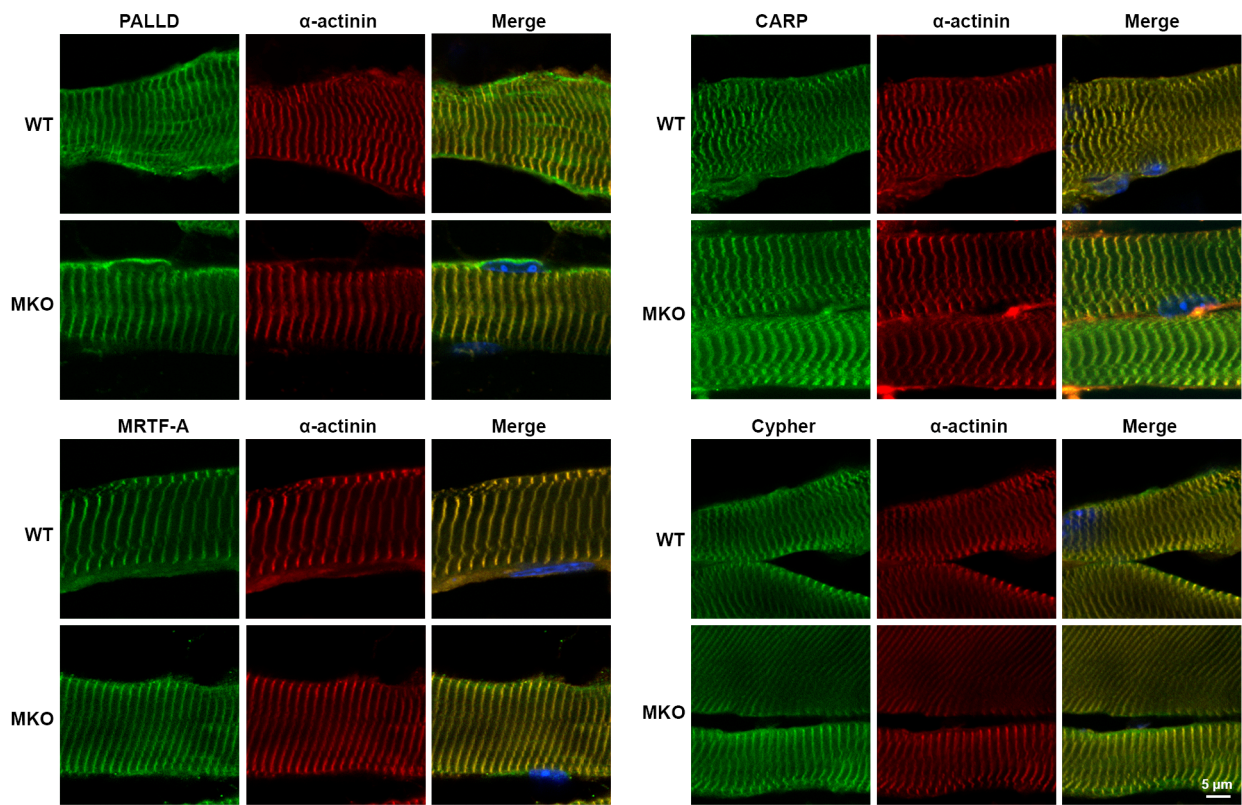 PALLD α-actinin Merge
WT
MKO
CARP α-actinin Merge
WT
MKO
MRTF-A α-actinin Merge
WT
MKO
Cypher α-actinin Merge
WT
MKO
5 µm